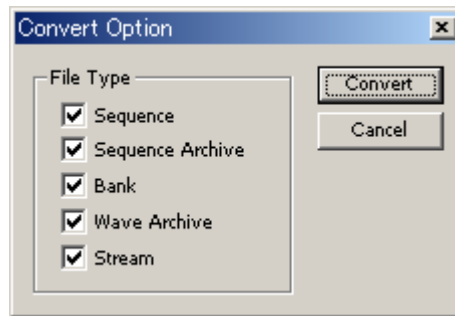 Convert Option
File Type
Sequence
Sequence Archive
Bank
Wave Archive
Stream
Convert
Cancel